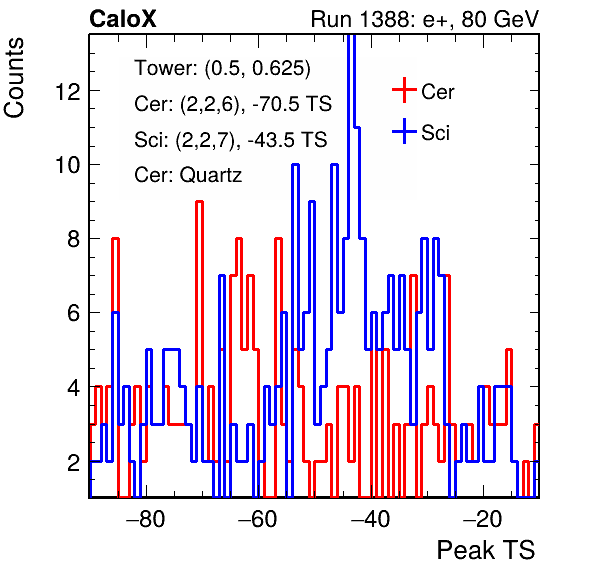 CaloX
Run 1388: e+, 80 GeV
Counts
Tower: (0.5, 0.625)
Cer: (2,2,6), -70.5 TS
Sci: (2,2,7), -43.5 TS
Cer: Quartz
Cer
Sci
12
10
8
6
4
2
−80
−60
−40
−20
Peak TS